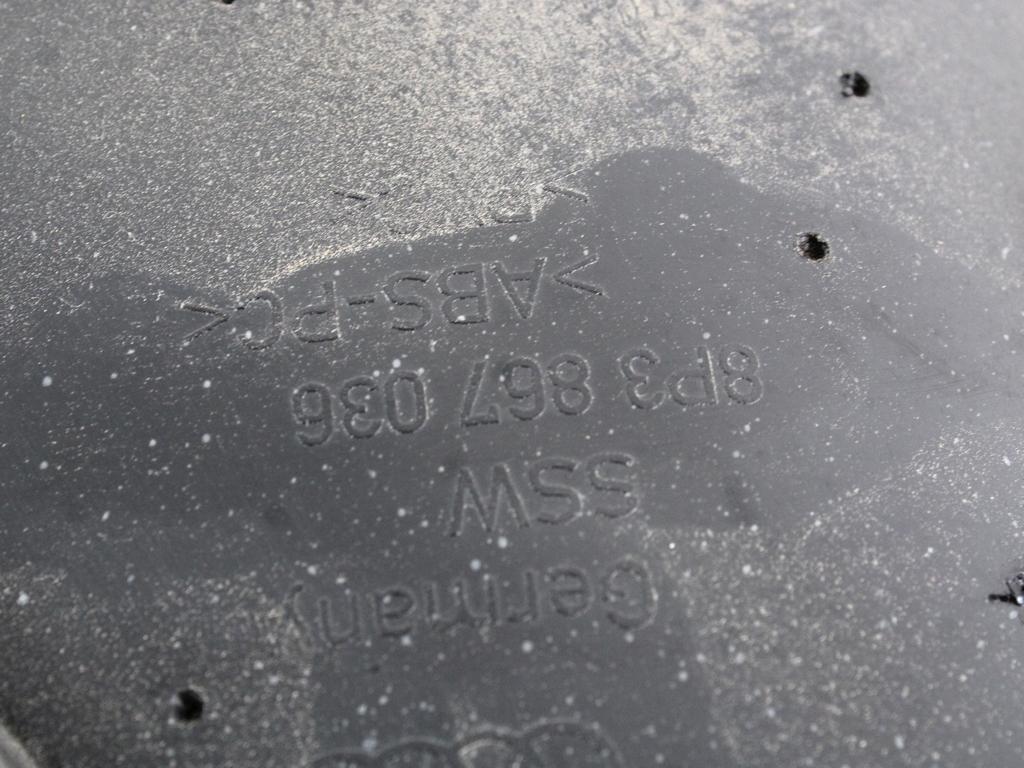 Germany
SSW
8P3 867 036
>ABS-PC<